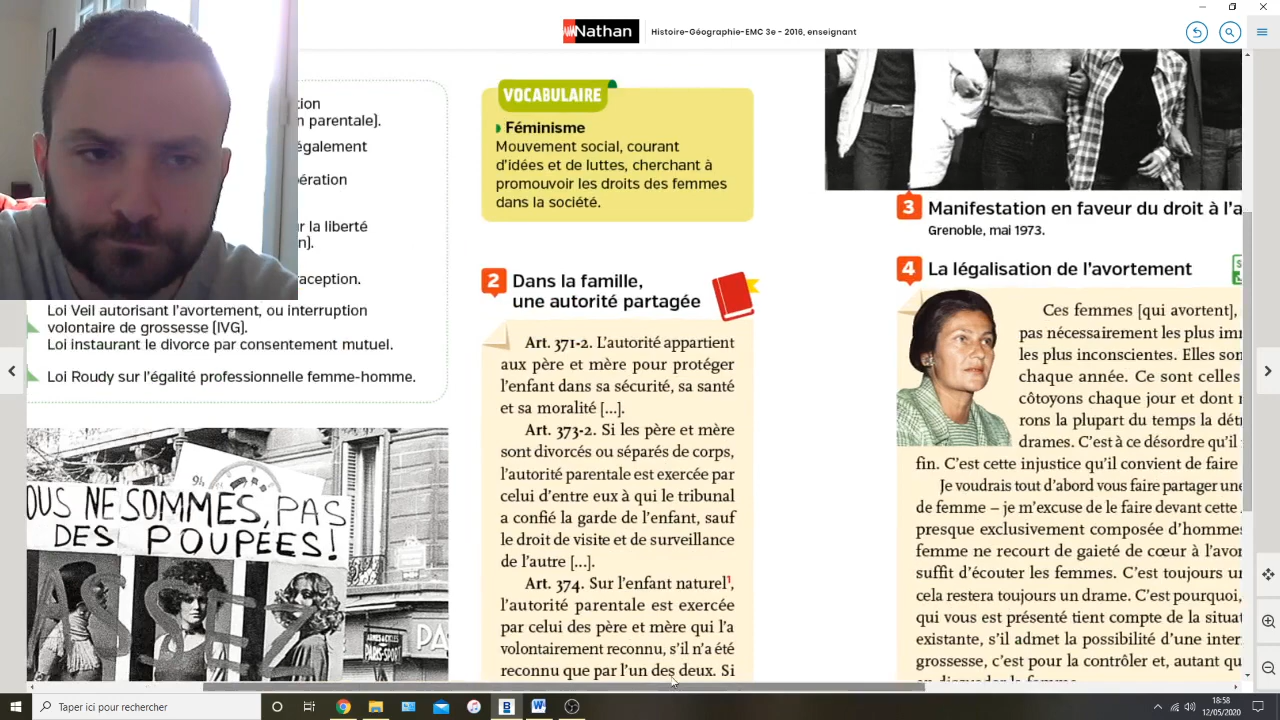 Nathan
Histoire-Géographie-EMC 3e - 2016, enseignant
tion
n parentale).
également
ération
r la liberté
n).
aception.
Loi Veil autorisant l'avortement, ou interruption
volontaire de grossesse (IVG).
Loi instaurant le divorce par consentement mutuel.
Loi Roudy sur l'égalité professionnelle femme-homme.
OUS NE SOMMES, PAS
DES POUPÉES!
ASSEZ
ARMES & CYCLES
PARIS-SPORT
PA
VOCABULAIRE
Féminisme
Mouvement social, courant
d'idées et de luttes, cherchant à
promouvoir les droits des femmes
dans la société.
2 Dans la famille,
une autorité partagée
Art. 371-2. L'autorité appartient
aux père et mère pour protéger
l'enfant dans sa sécurité, sa santé
et sa moralité [...].
Art. 373-2. Si les père et mère
sont divorcés ou séparés de corps,
l'autorité parentale est exercée par
celui d'entre eux à qui le tribunal
a confié la garde de l'enfant, sauf
le droit de visite et de surveillance
de l'autre [...].
Art. 374. Sur l'enfant naturel¹,
l'autorité parentale est exercée
par celui des père et mère qui l'a
volontairement reconnu, s'il n'a été
reconnu que par l'un des deux. Si
3 Manifestation en faveur du droit à l'a
Grenoble, mai 1973.
4 La légalisation de l'avortement
Ces femmes [qui avortent],
pas nécessairement les plus imm
les plus inconscientes. Elles son
chaque année. Ce sont celles
côtoyons chaque jour et dont n
rons la plupart du temps la dét
drames. C'est à ce désordre qu'il
fin. C'est cette injustice qu'il convient de faire
Je voudrais tout d'abord vous faire partager une
de femme – je m'excuse de le faire devant cette
presque exclusivement composée d'hommes
femme ne recourt de gaieté de cœur à l'avor
suffit d'écouter les femmes. C'est toujours un
cela restera toujours un drame. C'est pourquoi,
qui vous est présenté tient compte de la situat
existante, s'il admet la possibilité d'une inter
grossesse, c'est pour la contrôler et, autant qu
Taper ici pour rechercher
18:58
12/05/2020